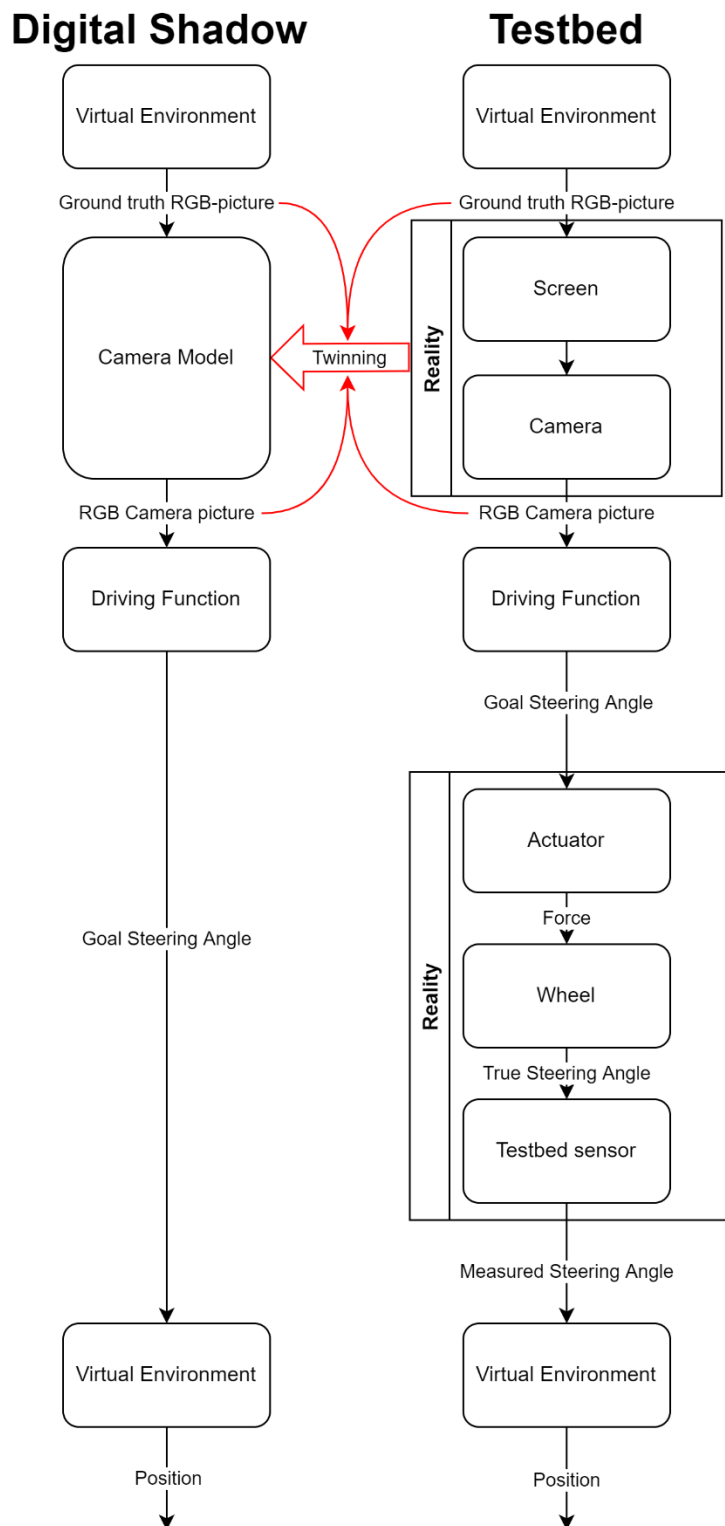 Digital Shadow
Testbed
Virtual Environment
Virtual Environment
Ground truth RGB-picture
Ground truth RGB-picture
Camera Model
Twinning
Reality
Screen
Camera
RGB Camera picture
RGB Camera picture
Driving Function
Driving Function
Goal Steering Angle
Goal Steering Angle
Reality
Actuator
Force
Wheel
True Steering Angle
Testbed sensor
Measured Steering Angle
Virtual Environment
Virtual Environment
Position
Position